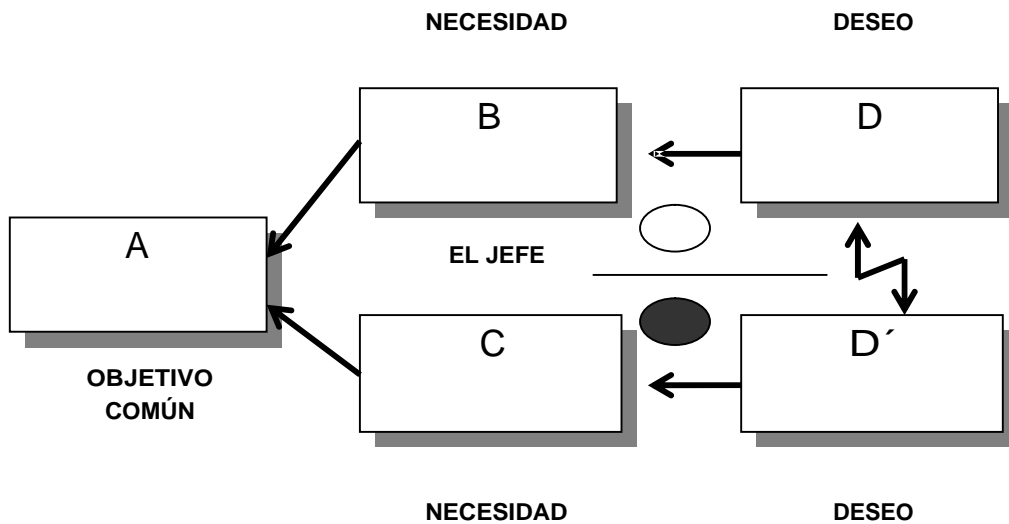 NECESIDAD
DESEO
B
D
A
EL JEFE
C
D´
OBJETIVO
COMÚN
NECESIDAD
DESEO